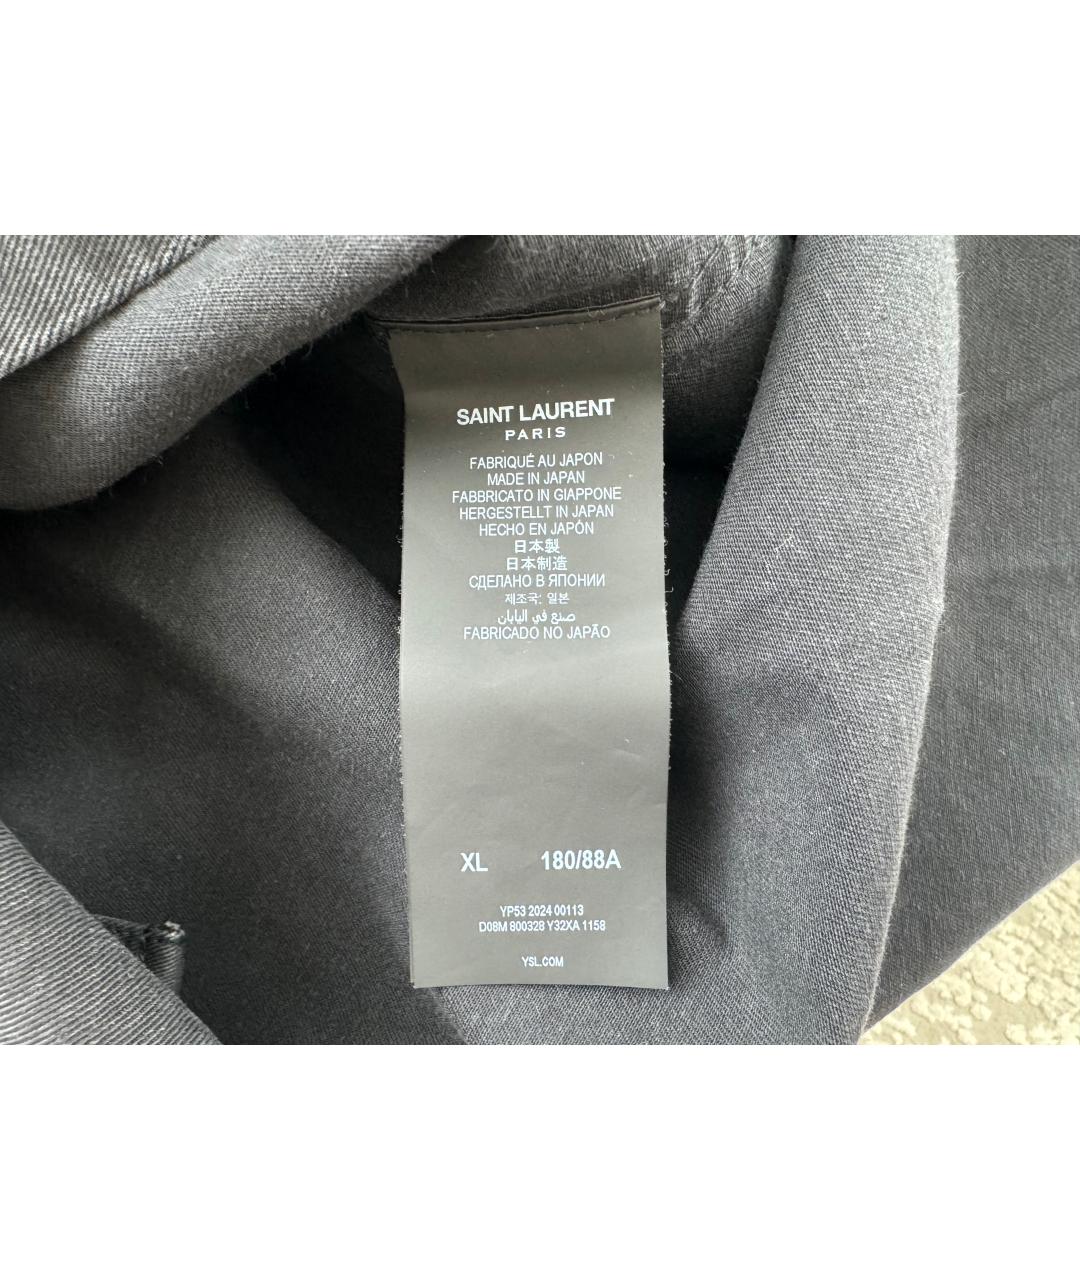 SAINT LAURENT
PARIS
FABRIQUÉ AU JAPON
MADE IN JAPAN
FABBRICATO IN GIAPPONE
HERGESTELLT IN JAPAN
HECHO EN JAPÓN
日本製
日本制造
СДЕЛАНО В ЯПОНИИ
제조국: 일본
صنع في اليابان
FABRICADO NO JAPÃO
XL 180/88A
YP53 2024 00113
D08M 800328 Y32XA 1158
YSL.COM